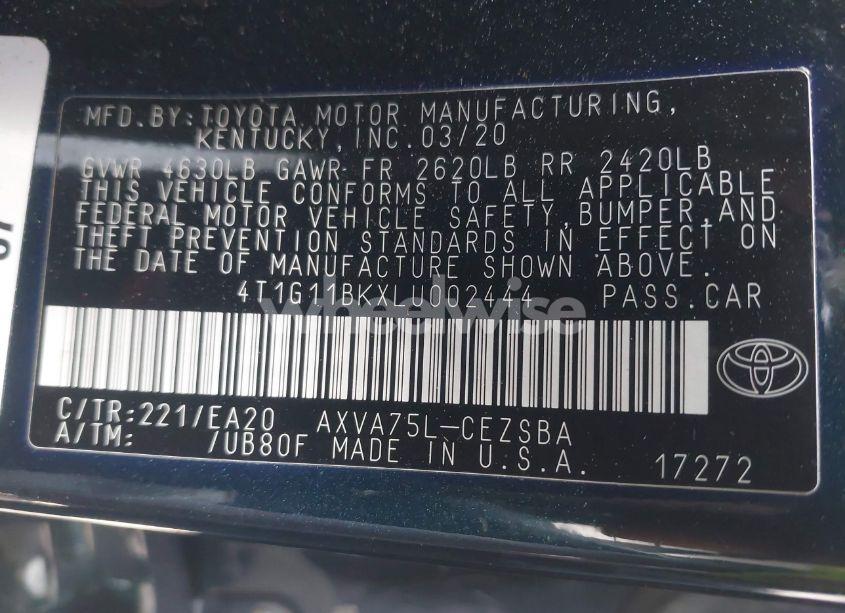 MFD.BY:TOYOTA MOTOR MANUFACTURING,
KENTUCKY,INC.03/20
GVWR 4630LB GAWR FR 2620LB RR 2420LB
THIS VEHICLE CONFORMS TO ALL APPLICABLE
FEDERAL MOTOR VEHICLE SAFETY,BUMPER,AND
THEFT PREVENTION STANDARDS IN EFFECT ON
THE DATE OF MANUFACTURE SHOWN ABOVE.
4T1G11BKXLU002444 PASS.CAR
wheelwise
C/TR:221/EA20 AXVA75L-CEZSBA
A/TM: /UB80F MADE IN U.S.A. 17272